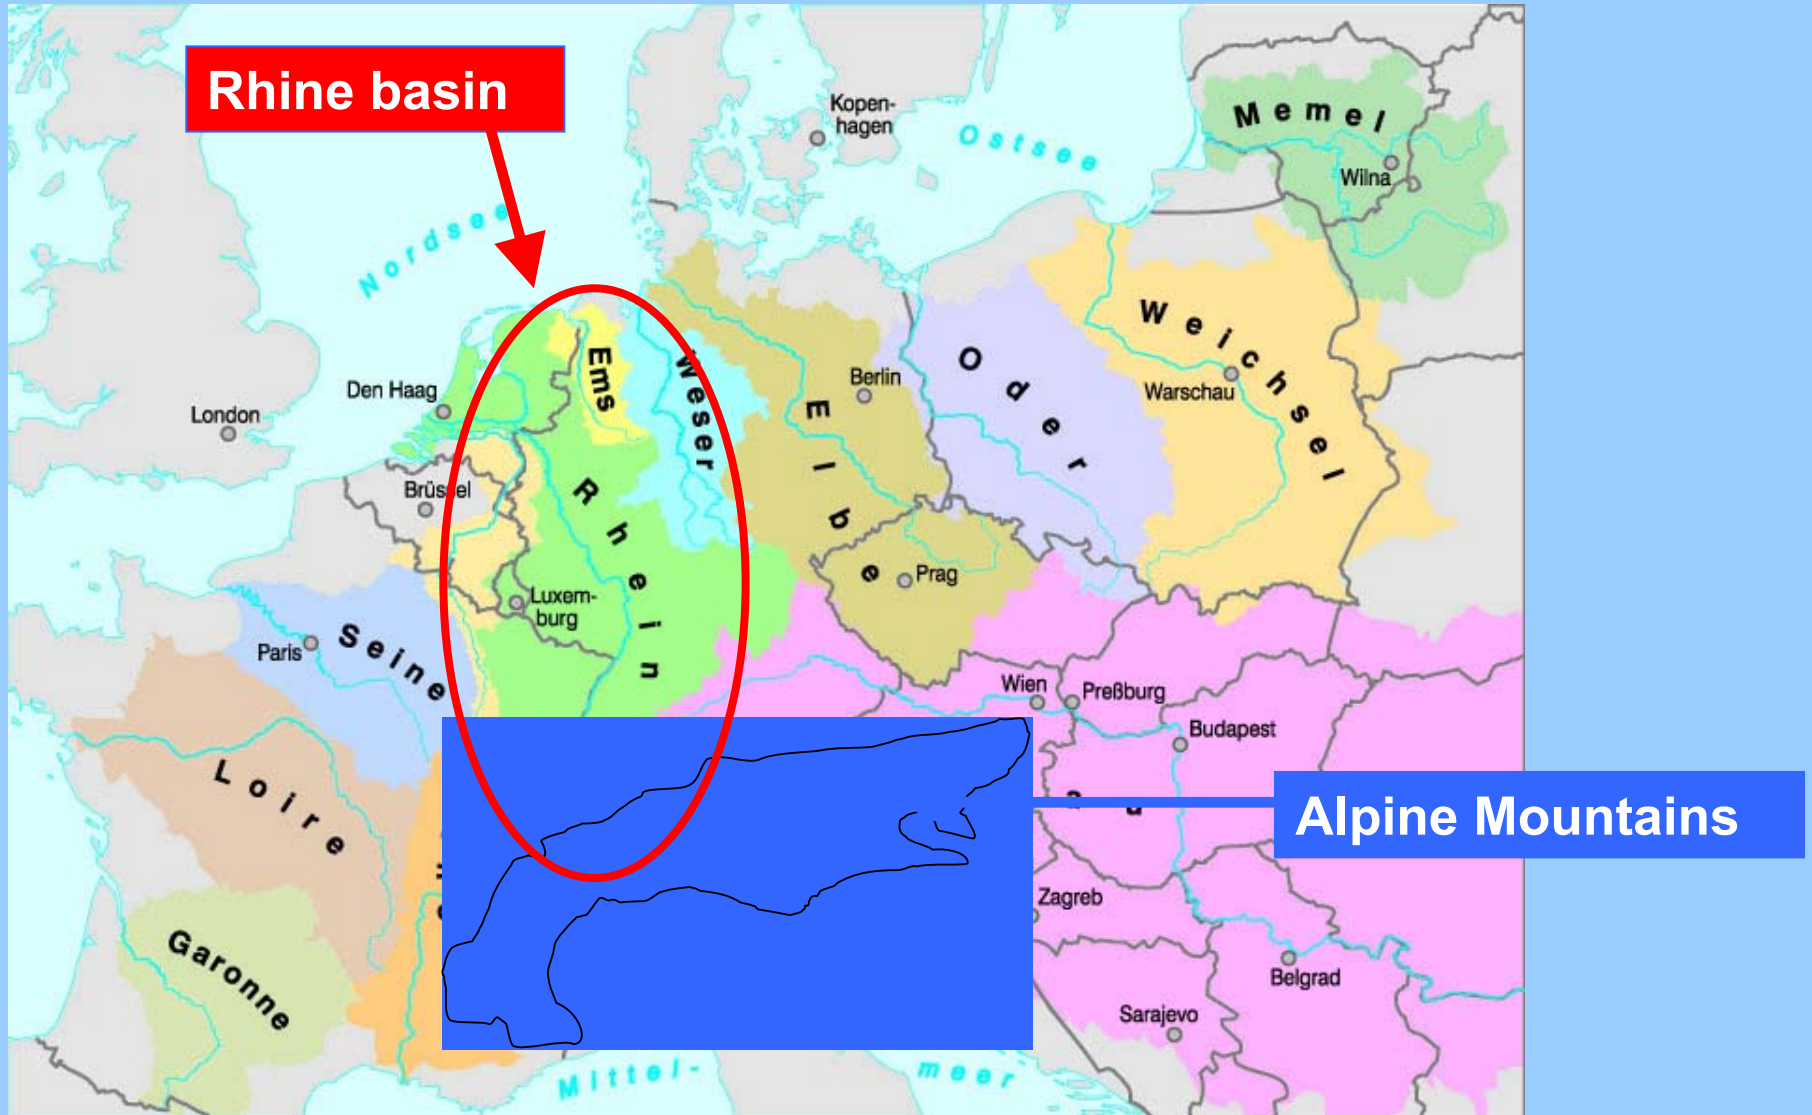 Rhine basin
Kopen-
hagen
Ostsee
Memel
Wilna
Nordsee
Weichsel
Warschau
Oder
Berlin
Elbe
Weser
Ems
Den Haag
London
Brüssel
Rhein
Prag
Luxem-
burg
Paris
Seine
Wien
Preßburg
Budapest
Loire
Alpine Mountains
Zagreb
Garonne
Belgrad
Sarajevo
Mittel-
meer